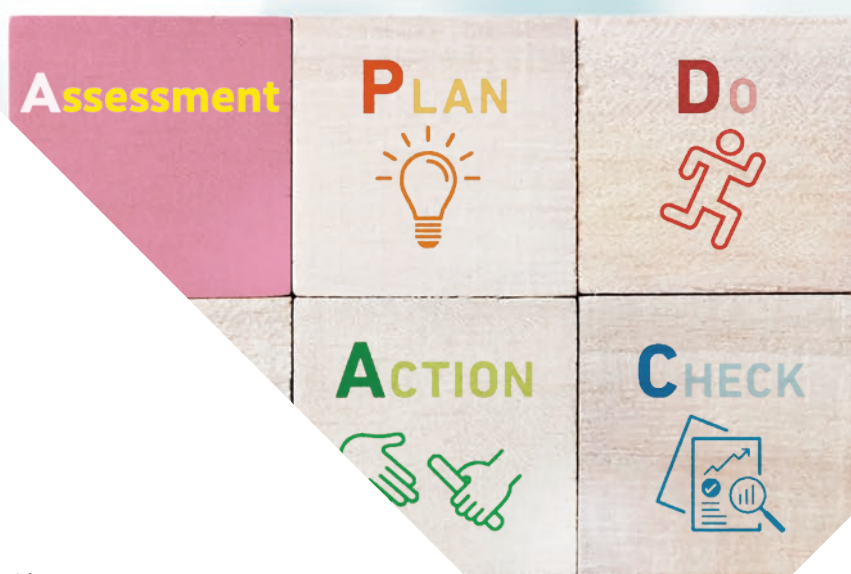 Assessment
PLAN
DO
ACTION
CHECK